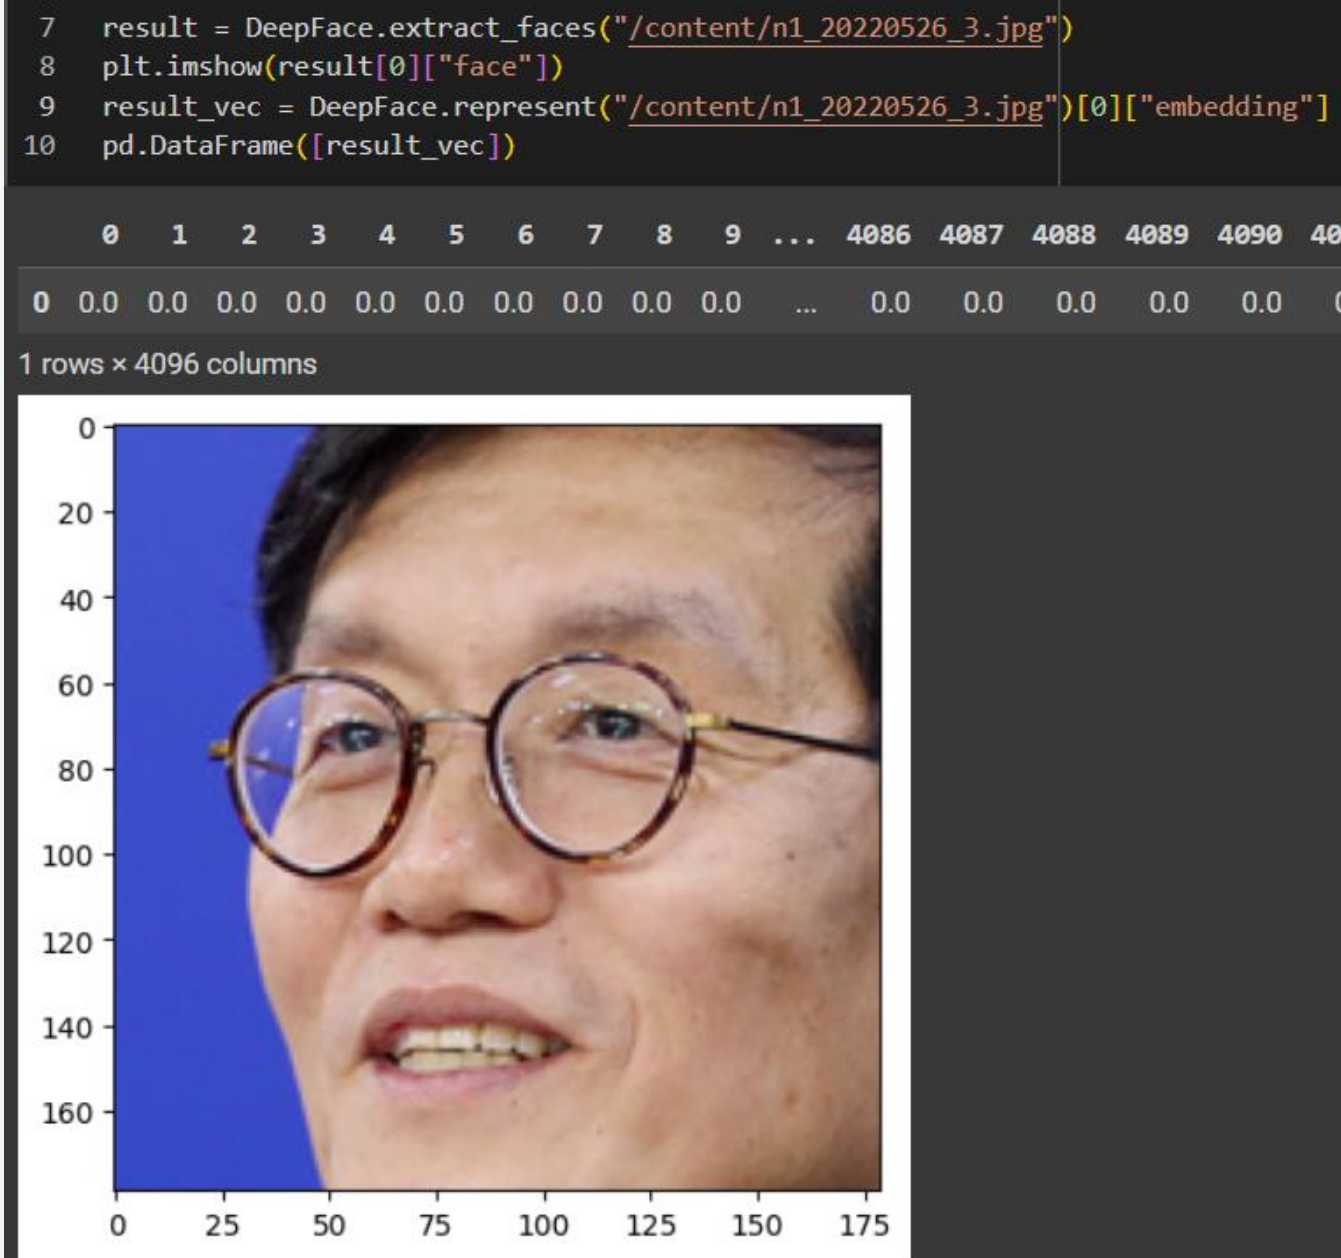 7 result = DeepFace.extract_faces("/content/n1_20220526_3.jpg")
8 plt.imshow(result[0]["face"])
9 result_vec = DeepFace.represent("/content/n1_20220526_3.jpg")[0]["embedding"]
10 pd.DataFrame([result_vec])
0 1 2 3 4 5 6 7 8 9 ... 4086 4087 4088 4089 4090
0 0.0 0.0 0.0 0.0 0.0 0.0 0.0 0.0 0.0 0.0 ... 0.0 0.0 0.0 0.0 0.0
1 rows × 4096 columns
0
20
40
60
80
100
120
140
160
0 25 50 75 100 125 150 175